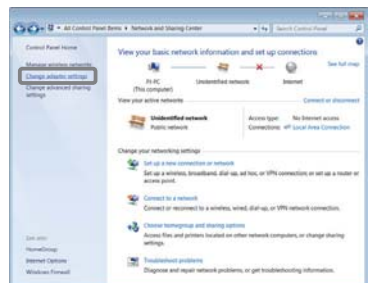 All Control Panel Items
Network and Sharing Center
Search Control Panel
Control Panel Home
Manage wireless networks
Change adapter settings
Change advanced sharing settings
View your basic network information and set up connections
See full map
(This computer)
Unidentified network
Internet
View your active networks
Connect or disconnect
Unidentified network
Public network
Access type: No Internet access
Connections: Local Area Connection
Change your networking settings
Set up a new connection or network
Set up a wireless, broadband, dial-up, ad hoc, or VPN connection; or set up a router or
access point.
Connect to a network
Connect or reconnect to a wireless, wired, dial-up, or VPN network connection.
Choose homegroup and sharing options
Access files and printers located on other network computers, or change sharing
settings.
Troubleshoot problems
Diagnose and repair network problems, or get troubleshooting information.
See also
HomeGroup
Internet Options
Windows Firewall